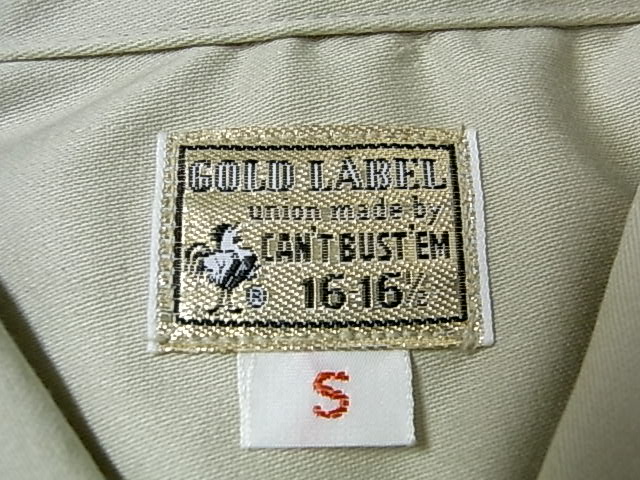 GOLD LABEL
union made by
CAN'T BUST'EM
® 16-16½
S